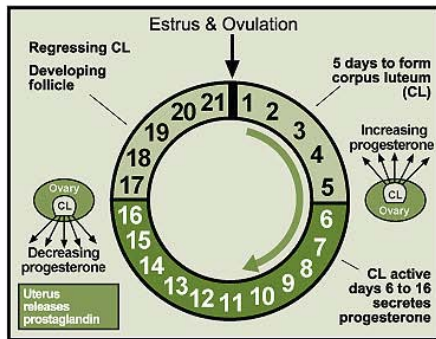 Estrus & Ovulation
Regressing CL
Developing
follicle
5 days to form
corpus luteum
(CL)
21 1 2 3 4 5 6 7 8 9 10 11 12 13 14 15 16 17 18 19 20
Increasing
progesterone
CL
Ovary
Ovary
CL
Decreasing
progesterone
Uterus
releases
prostaglandin
CL active
days 6 to 16
secretes
progesterone